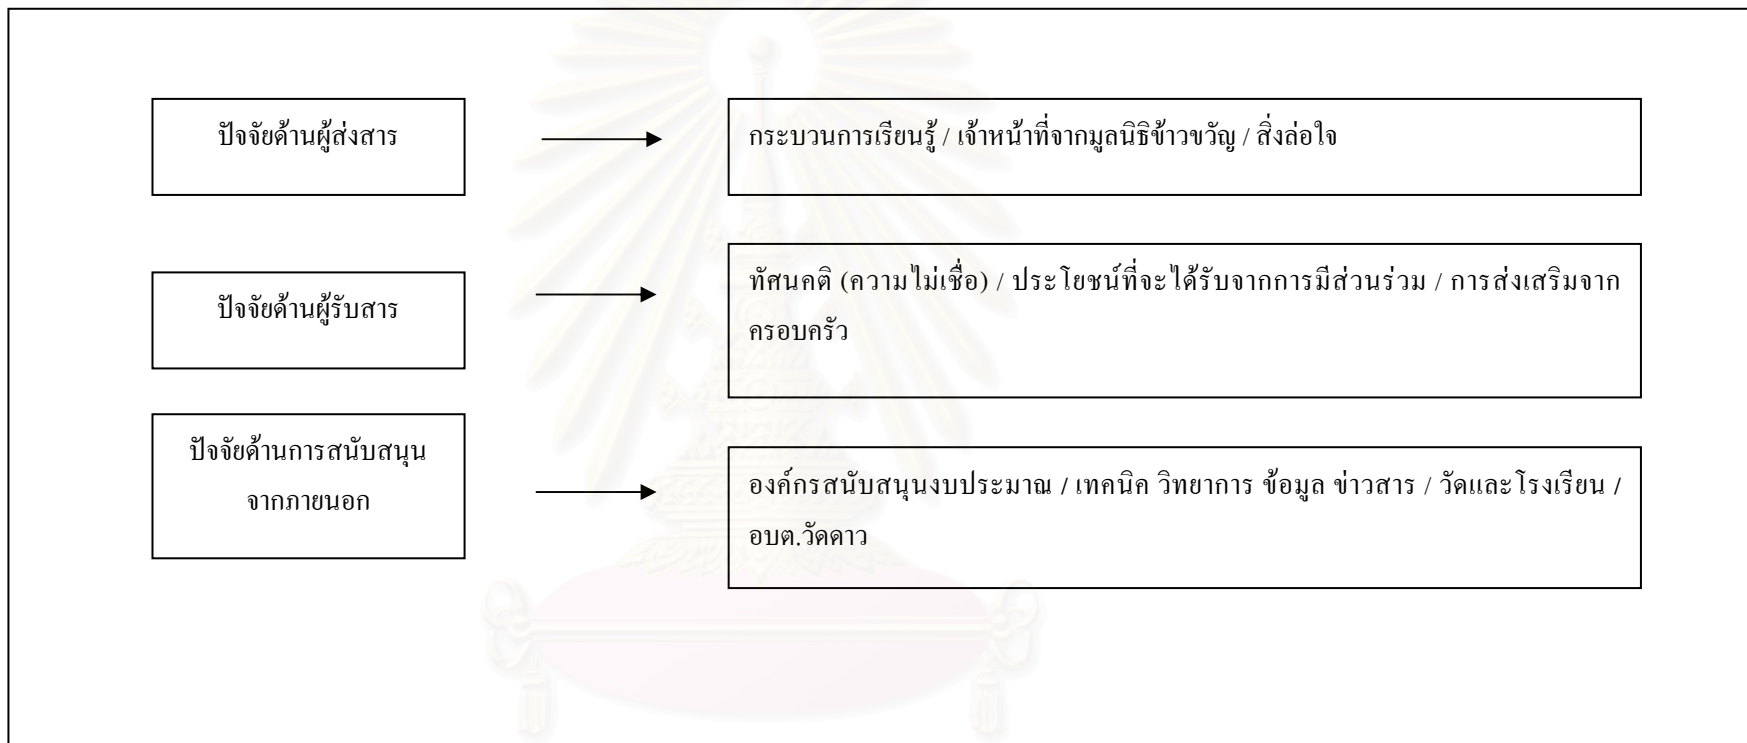 ปัจจัยด้านผู้ส่งสาร
กระบวนการเรียนรู้ / เจ้าหน้าที่จากมูลนิธิข้าวขวัญ / สิ่งล่อใจ
ปัจจัยด้านผู้รับสาร
ทัศนคติ (ความไม่เชื่อ) / ประโยชน์ที่จะได้รับจากการมีส่วนร่วม / การส่งเสริมจาก
ครอบครัว
ปัจจัยด้านการสนับสนุน
จากภายนอก
องค์กรสนับสนุนงบประมาณ / เทคนิค วิทยาการ ข้อมูล ข่าวสาร / วัดและโรงเรียน /
อบต.วัดดาว